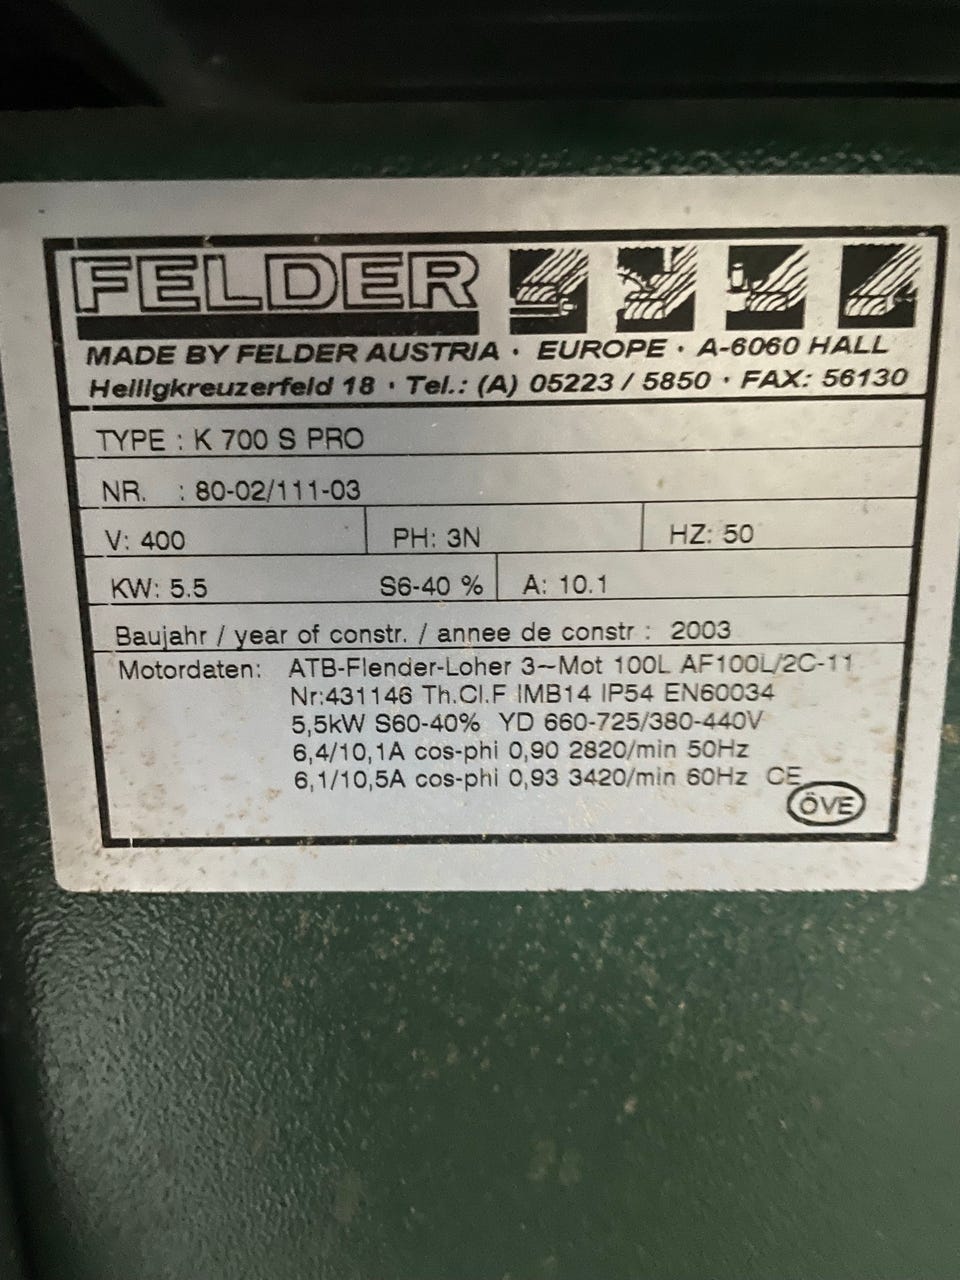 FELDER
MADE BY FELDER AUSTRIA · EUROPE · A-6060 HALL
Heiligkreuzerfeld 18 · Tel.: (A) 05223 / 5850 · FAX: 56130
TYPE : K 700 S PRO
NR. : 80-02/111-03
V: 400 PH: 3N HZ: 50
KW: 5.5 S6-40 % A: 10.1
Baujahr / year of constr. / annee de constr : 2003
Motordaten: ATB-Flender-Loher 3~Mot 100L AF100L/2C-11
Nr:431146 Th.Cl.F IMB14 IP54 EN60034
5,5kW S60-40% YD 660-725/380-440V
6,4/10,1A cos-phi 0,90 2820/min 50Hz
6,1/10,5A cos-phi 0,93 3420/min 60Hz CE
ÖVE